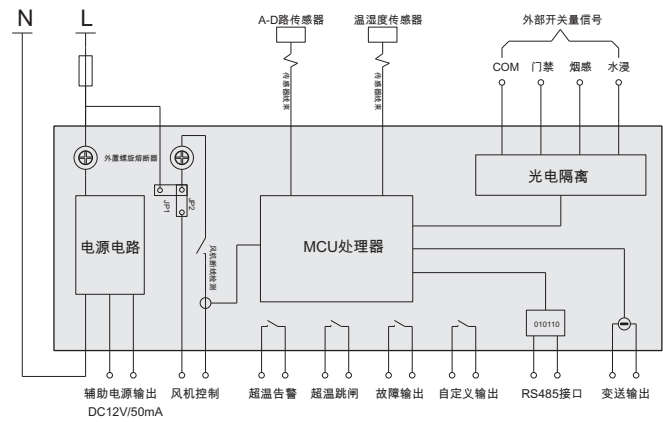 N
L
A-D路传感器
温湿度传感器
外部开关量信号
COM
门禁
烟感
水浸
传感器线束
传感器线束
外置螺旋熔断器
光电隔离
JP1
JP2
电源电路
风机断线检测
MCU处理器
010110
辅助电源输出
DC12V/50mA
风机控制
超温告警
超温跳闸
故障输出
自定义输出
RS485接口
变送输出